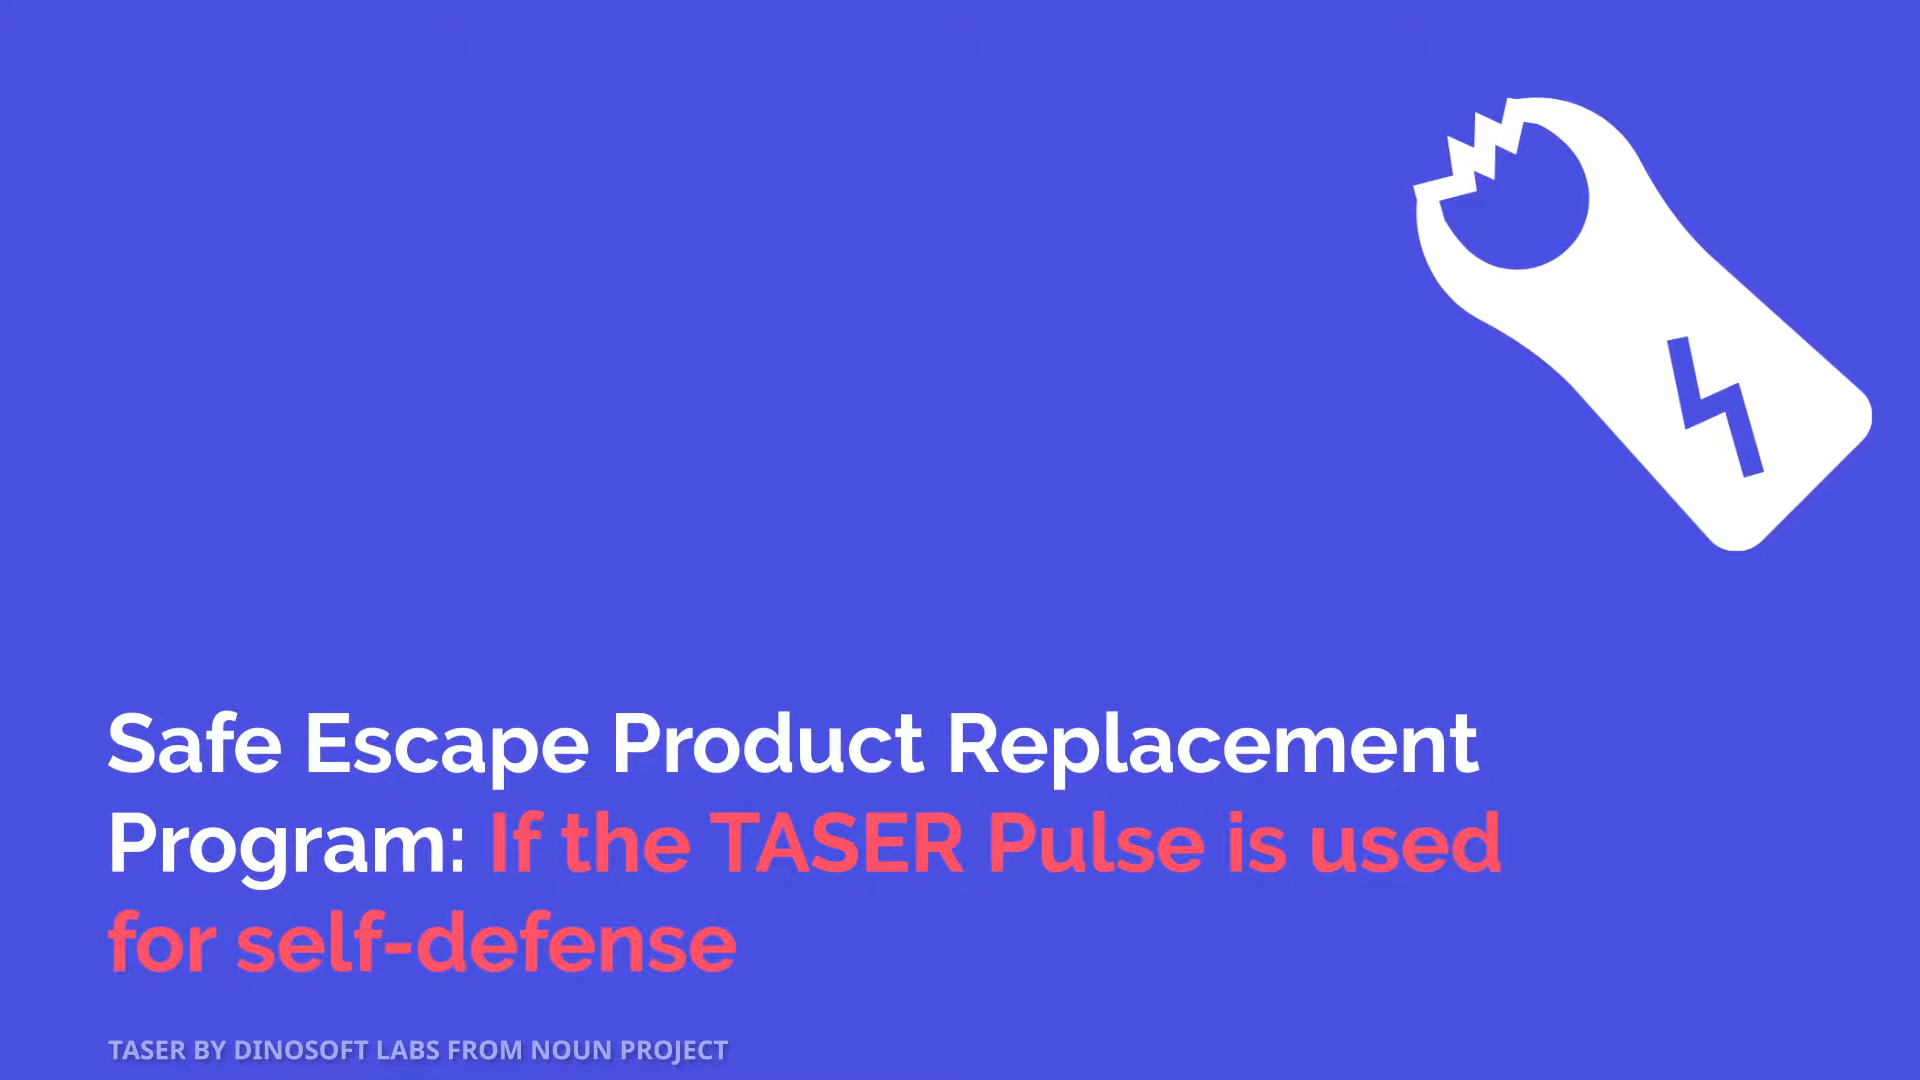 Safe Escape Product Replacement
Program: If the TASER Pulse is used
for self-defense
TASER BY DINOSOFT LABS FROM NOUN PROJECT